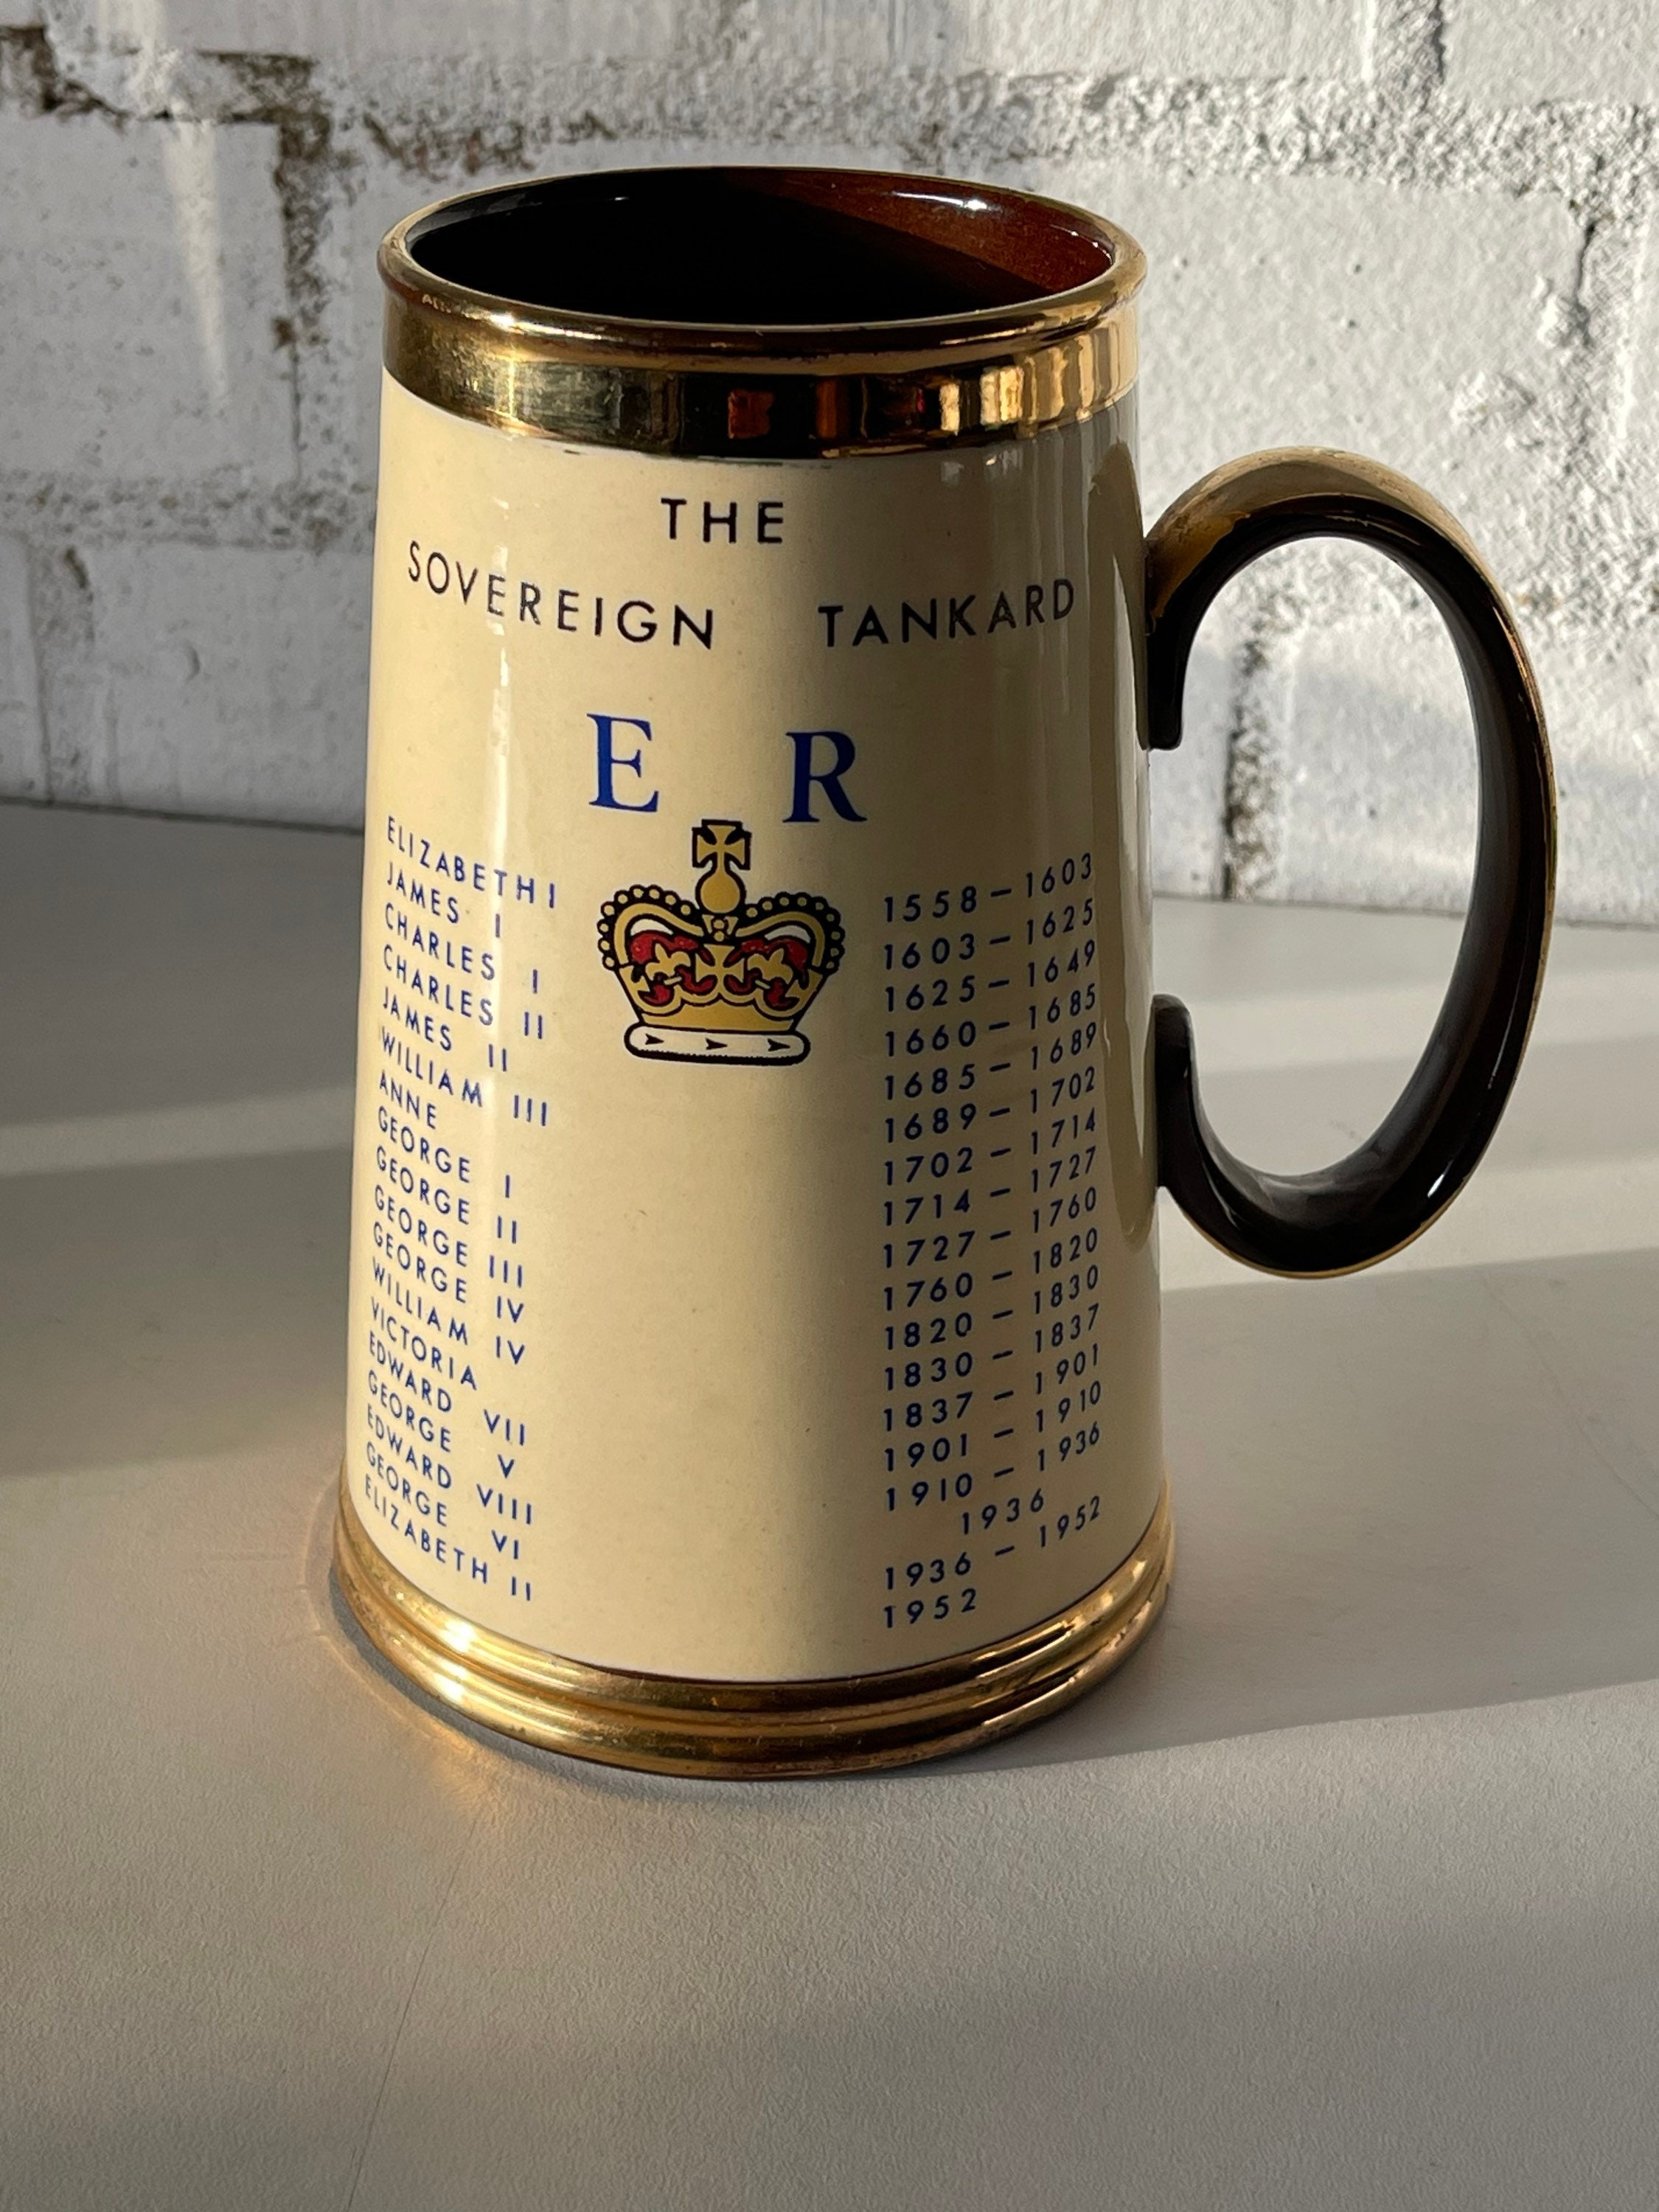 THE
SOVEREIGN TANKARD
E R
ELIZABETH I 1558 – 1603
JAMES I 1603 – 1625
CHARLES I 1625 – 1649
CHARLES II 1660 – 1685
JAMES II 1685 – 1689
WILLIAM III 1689 – 1702
ANNE 1702 – 1714
GEORGE I 1714 – 1727
GEORGE II 1727 – 1760
GEORGE III 1760 – 1820
GEORGE IV 1820 – 1830
WILLIAM IV 1830 – 1837
VICTORIA 1837 – 1901
EDWARD VII 1901 – 1910
GEORGE V 1910 – 1936
EDWARD VIII 1936
GEORGE VI 1936 – 1952
ELIZABETH II 1952